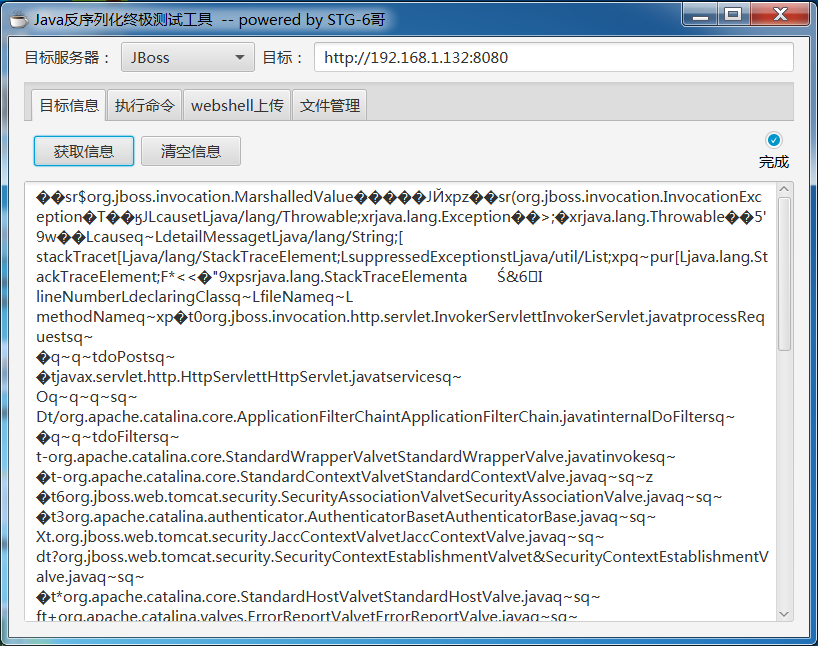 Java反序列化终极测试工具 -- powered by STG-6哥
目标服务器： JBoss 目标： http://192.168.1.132:8080
目标信息 执行命令 webshell上传 文件管理
获取信息 清空信息
完成
��sr$org.jboss.invocation.MarshalledValue�����JЙxpz��sr(org.jboss.invocation.InvocationExc
eption�T��ӄJLcausetLjava/lang/Throwable;xrjava.lang.Exception��>;�xrjava.lang.Throwable��5'
9w��Lcauseq~LdetailMessagetLjava/lang/String;[
stackTracet[Ljava/lang/StackTraceElement;LsuppressedExceptionstLjava/util/List;xpq~pur[Ljava.lang.St
ackTraceElement;F*<<�"9xpsrjava.lang.StackTraceElementa Ś&6▯I
lineNumberLdeclaringClassq~LfileNameq~L
methodNameq~xp�t0org.jboss.invocation.http.servlet.InvokerServlettInvokerServlet.javatprocessReq
uestsq~
�q~q~tdoPostsq~
�tjavax.servlet.http.HttpServlettHttpServlet.javatservicesq~
Oq~q~q~sq~
Dt/org.apache.catalina.core.ApplicationFilterChaintApplicationFilterChain.javatinternalDoFiltersq~
�q~q~tdoFiltersq~
t-org.apache.catalina.core.StandardWrapperValvetStandardWrapperValve.javatinvokesq~
�t-org.apache.catalina.core.StandardContextValvetStandardContextValve.javaq~sq~z
�t6org.jboss.web.tomcat.security.SecurityAssociationValvetSecurityAssociationValve.javaq~sq~
�t3org.apache.catalina.authenticator.AuthenticatorBasetAuthenticatorBase.javaq~sq~
Xt.org.jboss.web.tomcat.security.JaccContextValvetJaccContextValve.javaq~sq~
dt?org.jboss.web.tomcat.security.SecurityContextEstablishmentValvet&SecurityContextEstablishmentV
alve.javaq~sq~
�t*org.apache.catalina.core.StandardHostValvetStandardHostValve.javaq~sq~
ft+org.apache.catalina.valves.ErrorReportValvetErrorReportValve.javaq~sq~